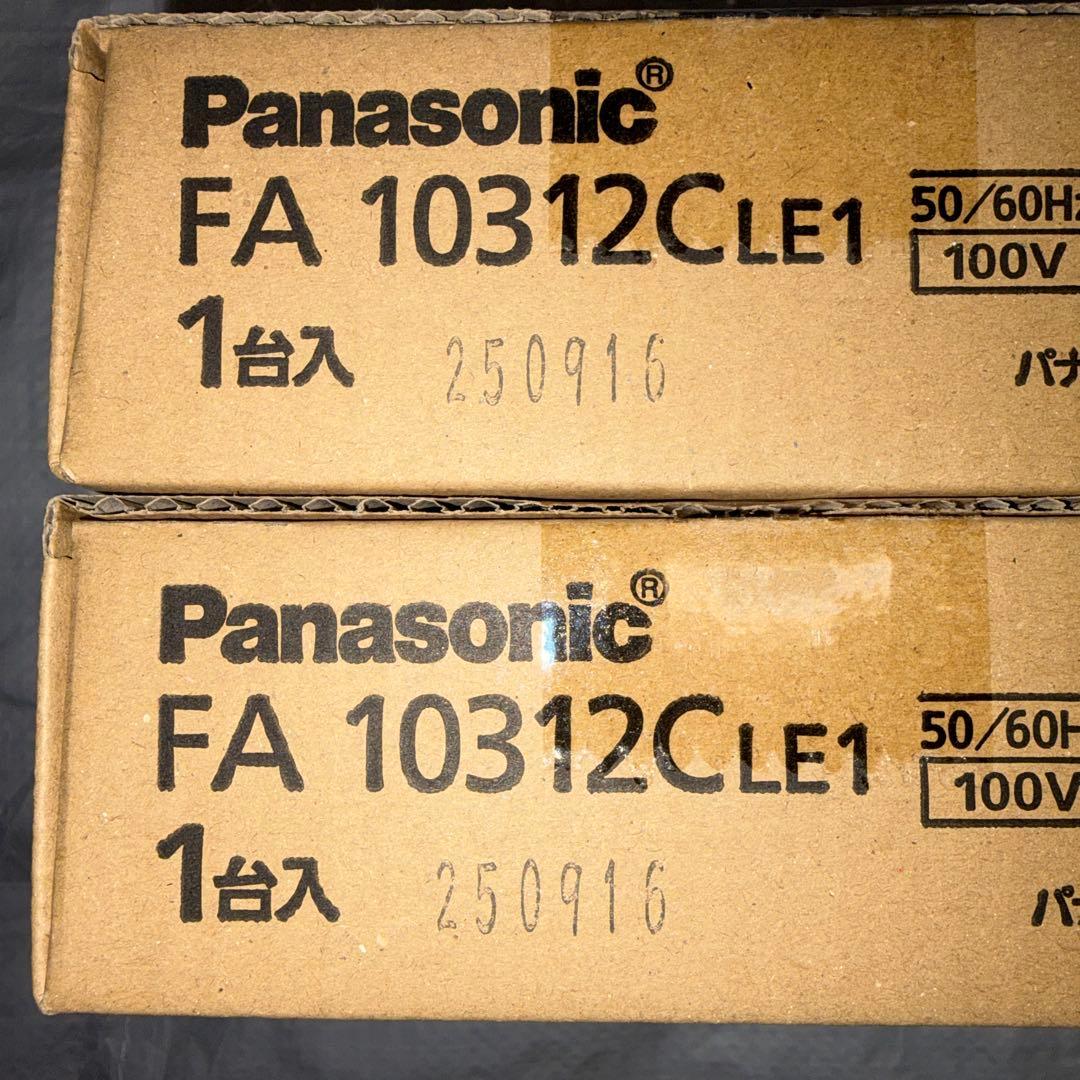 Panasonic®
FA 10312CLE1
50/60Hz
100V
1台入
250916
パナ
Panasonic®
FA 10312CLE1
50/60H
100V
1台入
250916
パナ